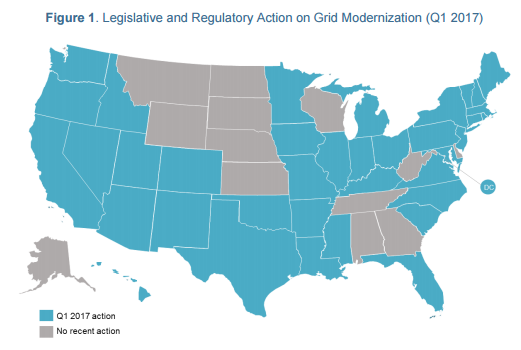 Figure 1. Legislative and Regulatory Action on Grid Modernization (Q1 2017)
DC
Q1 2017 action
No recent action